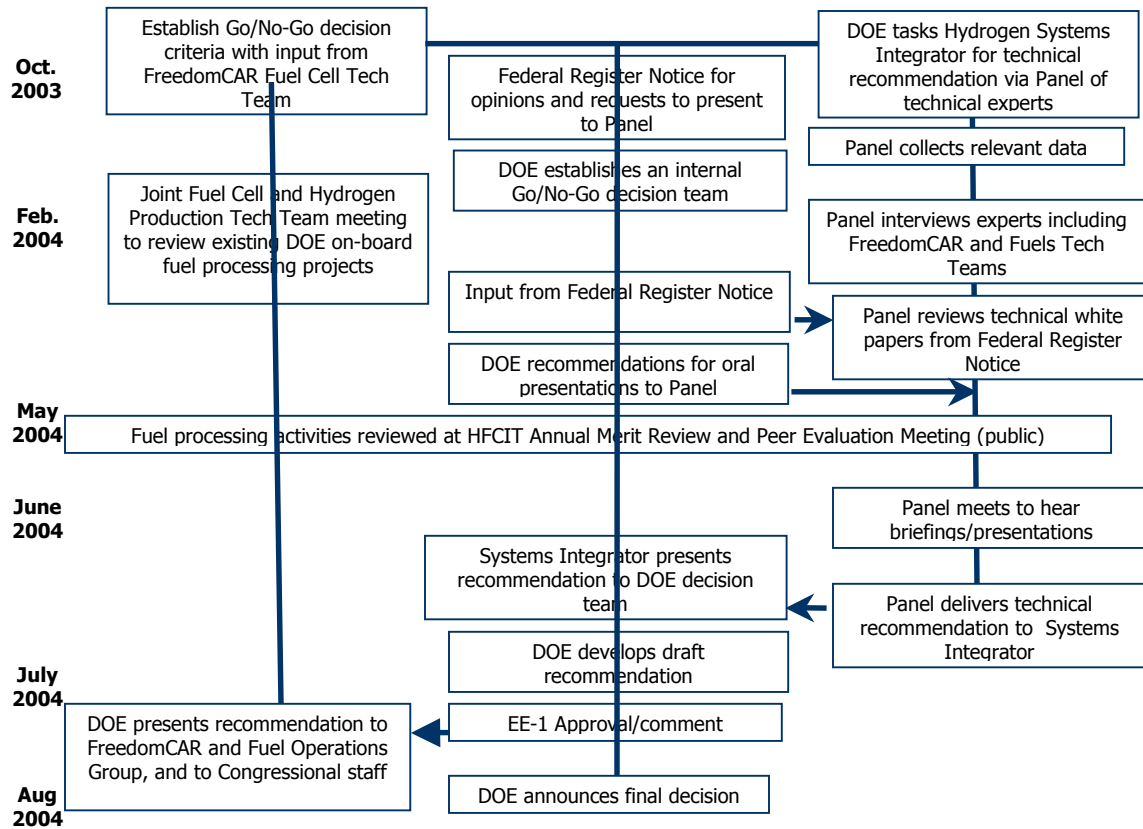 Oct.
2003
Establish Go/No-Go decision
criteria with input from
FreedomCAR Fuel Cell Tech
Team
Federal Register Notice for
opinions and requests to present
to Panel
DOE tasks Hydrogen Systems
Integrator for technical
recommendation via Panel of
technical experts
Panel collects relevant data
DOE establishes an internal
Go/No-Go decision team
Feb.
2004
Joint Fuel Cell and Hydrogen
Production Tech Team meeting
to review existing DOE on-board
fuel processing projects
Panel interviews experts including
FreedomCAR and Fuels Tech
Teams
Input from Federal Register Notice
Panel reviews technical white
papers from Federal Register
Notice
DOE recommendations for oral
presentations to Panel
May
2004
Fuel processing activities reviewed at HFCIT Annual Merit Review and Peer Evaluation Meeting (public)
June
2004
Panel meets to hear
briefings/presentations
Systems Integrator presents
recommendation to DOE decision
team
Panel delivers technical
recommendation to Systems
Integrator
DOE develops draft
recommendation
July
2004
DOE presents recommendation to
FreedomCAR and Fuel Operations
Group, and to Congressional staff
EE-1 Approval/comment
Aug
2004
DOE announces final decision